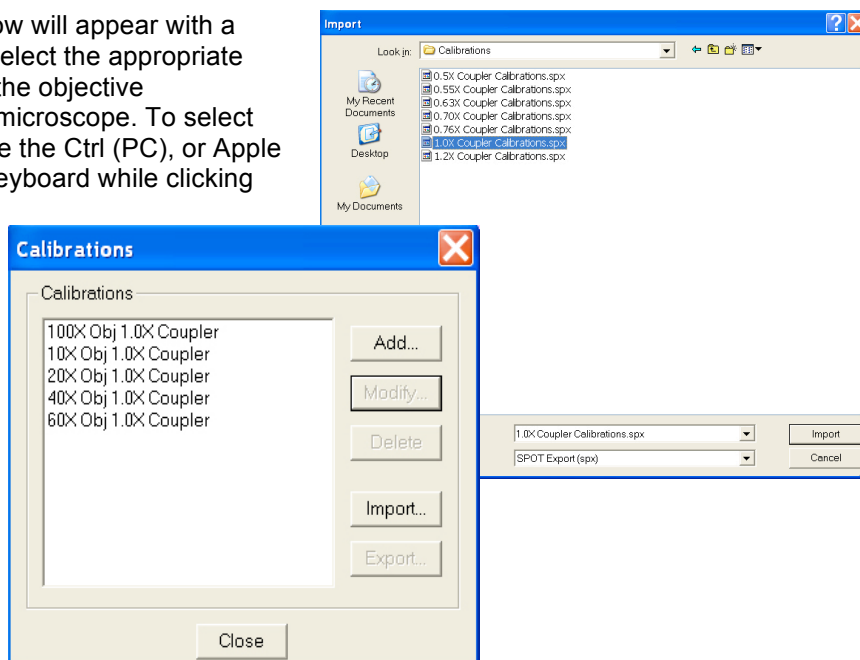 ow will appear with a
elect the appropriate
the objective
microscope. To select
e the Ctrl (PC), or Apple
eyboard while clicking
Import
Look in:
Calibrations
My Recent
Documents
Desktop
My Documents
0.5X Coupler Calibrations.spx
0.55X Coupler Calibrations.spx
0.63X Coupler Calibrations.spx
0.70X Coupler Calibrations.spx
0.76X Coupler Calibrations.spx
1.0X Coupler Calibrations.spx
1.2X Coupler Calibrations.spx
1.0X Coupler Calibrations.spx
Import
SPOT Export (spx)
Cancel
Calibrations
Calibrations
100X Obj 1.0X Coupler
10X Obj 1.0X Coupler
20X Obj 1.0X Coupler
40X Obj 1.0X Coupler
60X Obj 1.0X Coupler
Add...
Modify...
Delete
Import...
Export...
Close